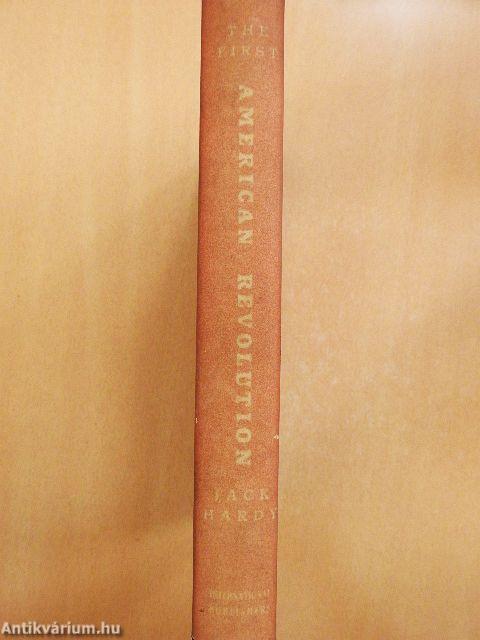 THE
FIRST
AMERICAN REVOLUTION
JACK
HARDY
INTERNATIONAL
PUBLISHERS
Antikvárium.hu